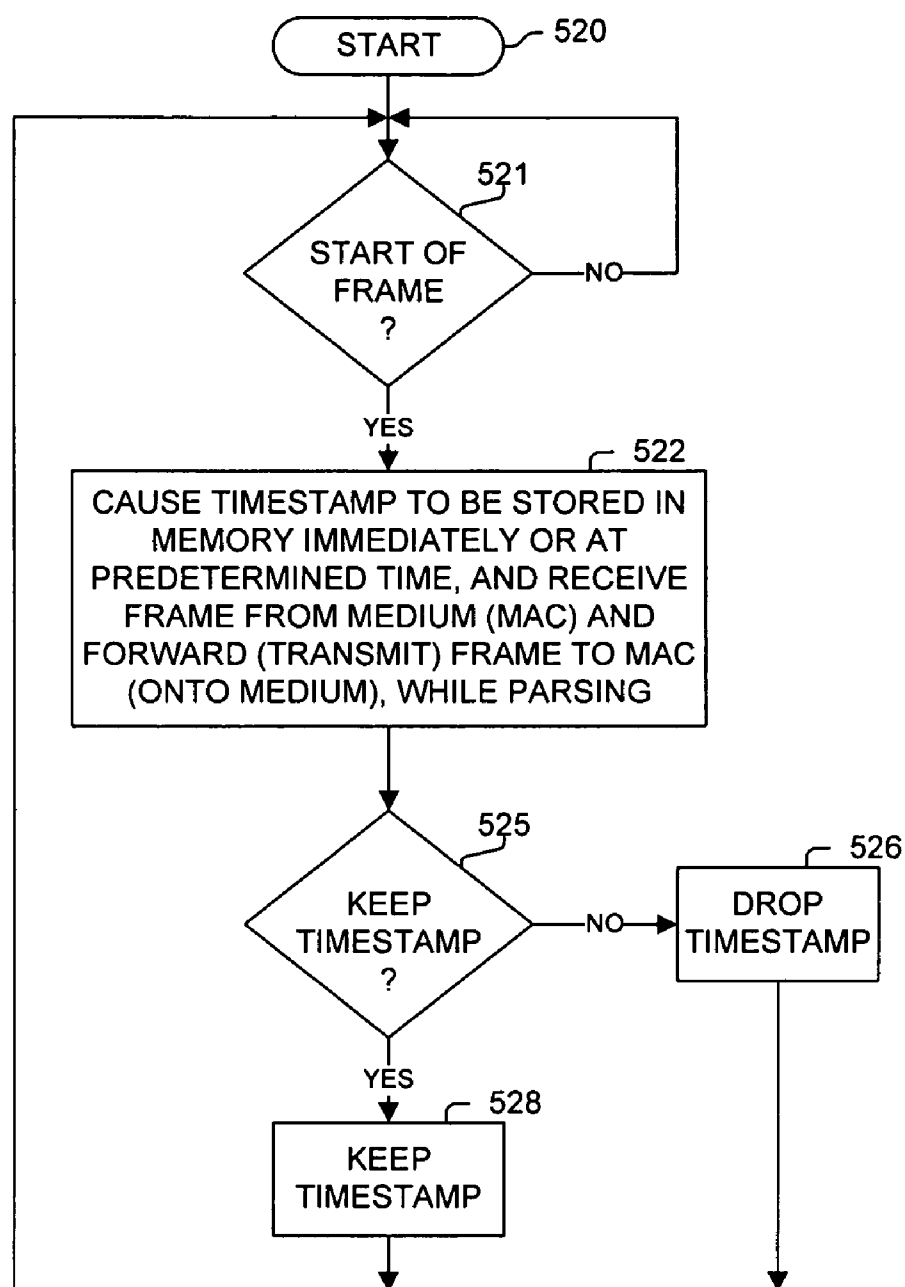 START
520
521
START OF
FRAME
?
NO
YES
522
CAUSE TIMESTAMP TO BE STORED IN
MEMORY IMMEDIATELY OR AT
PREDETERMINED TIME, AND RECEIVE
FRAME FROM MEDIUM (MAC) AND
FORWARD (TRANSMIT) FRAME TO MAC
(ONTO MEDIUM), WHILE PARSING
525
KEEP
TIMESTAMP
?
NO
526
DROP
TIMESTAMP
YES
528
KEEP
TIMESTAMP